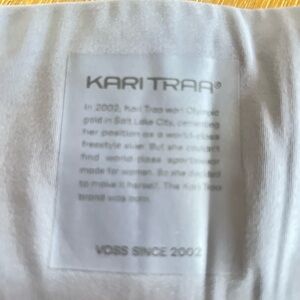 KARI TRAA®
In 2002, Kari Traa won Olympic
gold in Salt Lake City, cementing
her position as a world-class
freestyle skier. But she couldn't
find world class sportswear
made for women. So she decided
to make it herself. The Kari Traa
brand was born.
VOSS SINCE 2002